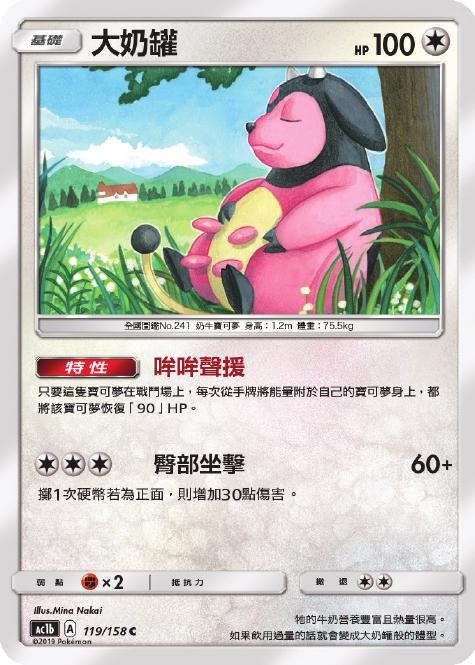 基礎 大奶罐 HP 100
全國圖鑑No.241 奶牛寶可夢 身高：1.2m 體重：75.5kg
特性 哞哞聲援
只要這隻寶可夢在戰鬥場上，每次從手牌將能量附於自己的寶可夢身上，都
將該寶可夢恢復「90」HP。
臀部坐擊 60+
擲1次硬幣若為正面，則增加30點傷害。
弱點 ×2 抵抗力 撤退
Illus.Mina Nakai
AC1b A 119/158 C
©2019 Pokémon
牠的牛奶營養豐富且熱量很高。
如果飲用過量的話就會變成大奶罐般的體型。